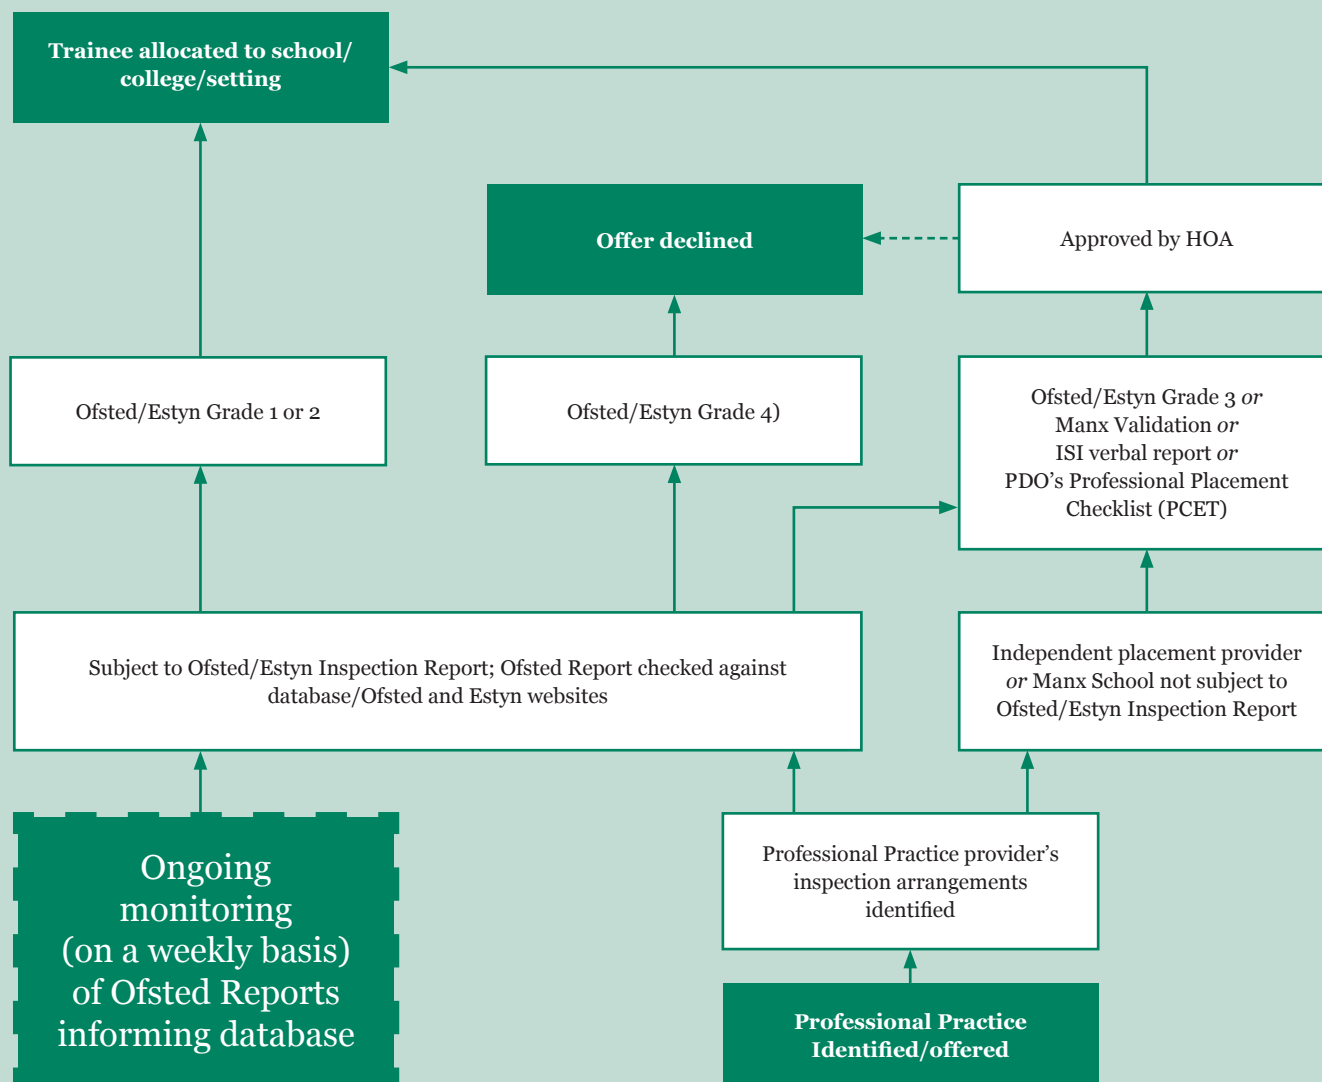 Trainee allocated to school/
college/setting
Offer declined
Approved by HOA
Ofsted/Estyn Grade 1 or 2
Ofsted/Estyn Grade 4)
Ofsted/Estyn Grade 3 or
Manx Validation or
ISI verbal report or
PDO’s Professional Placement
Checklist (PCET)
Subject to Ofsted/Estyn Inspection Report; Ofsted Report checked against
database/Ofsted and Estyn websites
Independent placement provider
or Manx School not subject to
Ofsted/Estyn Inspection Report
Ongoing
monitoring
(on a weekly basis)
of Ofsted Reports
informing database
Professional Practice provider’s
inspection arrangements
identified
Professional Practice
Identified/offered